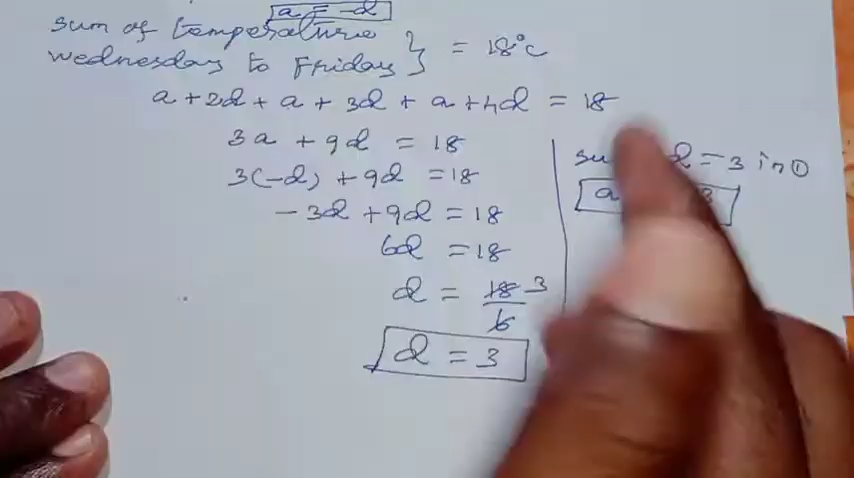 a = -d
sum of temperature
wednesday to Friday } = 18°c
a + 2d + a + 3d + a + 4d = 18
3a + 9d = 18
3(-d) + 9d = 18
- 3d + 9d = 18
6d = 18
d = 18 3
6
d = 3
d = 3 in ①
a 3